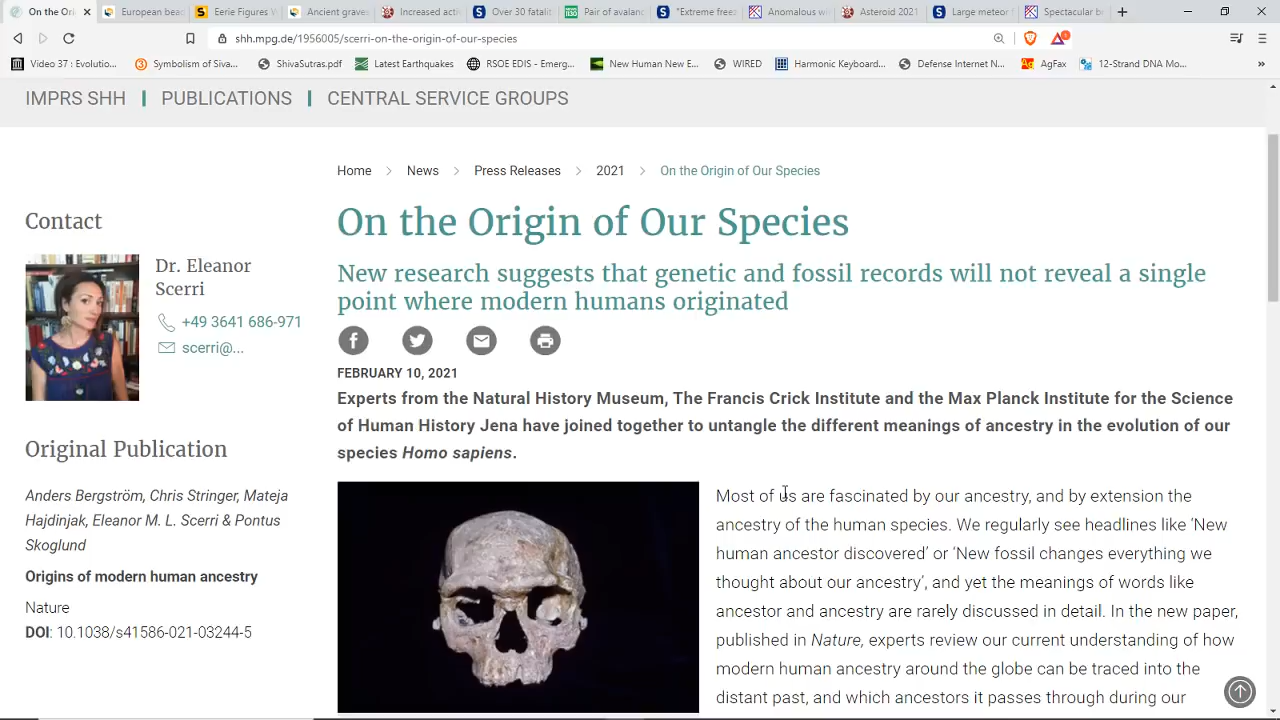 On the Ore
European bea
Eerie Figures V
Ancient grave
Increased acti
Over 30 fatalit
Pair of avaland
"Extreme freez
Anomalous wi
Asteroid 2021
Large meteor f
Spectacular b
shh.mpg.de/1956005/scerri-on-the-origin-of-our-species
Video 37 : Evolutio...
Symbolism of Siva...
ShivaSutras.pdf
Latest Earthquakes
RSOE EDIS - Emerg...
New Human New E...
WIRED
Harmonic Keyboard...
Defense Internet N...
AgFax
12-Strand DNA Mo...
IMPRS SHH
PUBLICATIONS
CENTRAL SERVICE GROUPS
Home > News > Press Releases > 2021 > On the Origin of Our Species
Contact
Dr. Eleanor
Scerri
+49 3641 686-971
scerri@...
Original Publication
Anders Bergström, Chris Stringer, Mateja
Hajdinjak, Eleanor M. L. Scerri & Pontus
Skoglund
Origins of modern human ancestry
Nature
DOI: 10.1038/s41586-021-03244-5
On the Origin of Our Species
New research suggests that genetic and fossil records will not reveal a single
point where modern humans originated
FEBRUARY 10, 2021
Experts from the Natural History Museum, The Francis Crick Institute and the Max Planck Institute for the Science
of Human History Jena have joined together to untangle the different meanings of ancestry in the evolution of our
species Homo sapiens.
Most of us are fascinated by our ancestry, and by extension the
ancestry of the human species. We regularly see headlines like ‘New
human ancestor discovered’ or ‘New fossil changes everything we
thought about our ancestry’, and yet the meanings of words like
ancestor and ancestry are rarely discussed in detail. In the new paper,
published in Nature, experts review our current understanding of how
modern human ancestry around the globe can be traced into the
distant past, and which ancestors it passes through during our